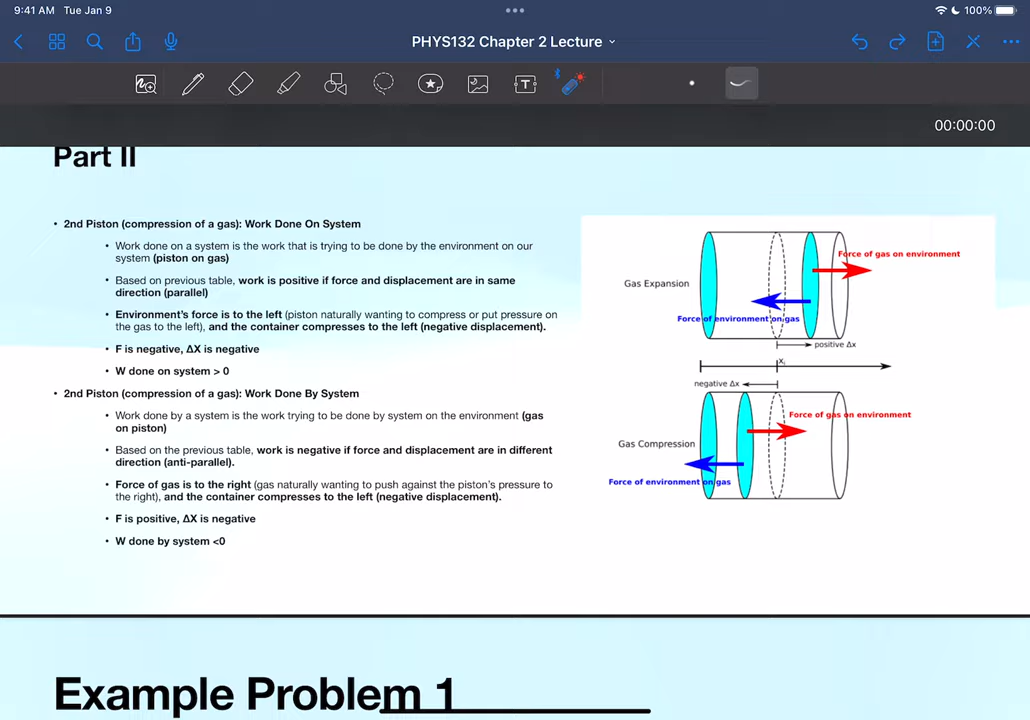 9:41 AM Tue Jan 9
100%
PHYS132 Chapter 2 Lecture
T
00:00:00
Part II
• 2nd Piston (compression of a gas): Work Done On System
• Work done on a system is the work that is trying to be done by the environment on our
system (piston on gas)
• Based on previous table, work is positive if force and displacement are in same
direction (parallel)
• Environment's force is to the left (piston naturally wanting to compress or put pressure on
the gas to the left), and the container compresses to the left (negative displacement).
• F is negative, ΔX is negative
• W done on system > 0
• 2nd Piston (compression of a gas): Work Done By System
• Work done by a system is the work trying to be done by system on the environment (gas
on piston)
• Based on the previous table, work is negative if force and displacement are in different
direction (anti-parallel).
• Force of gas is to the right (gas naturally wanting to push against the piston's pressure to
the right), and the container compresses to the left (negative displacement).
• F is positive, ΔX is negative
• W done by system <0
Force of gas on environment
Gas Expansion
Force of environment on gas
positive Δx
xᵢ
negative Δx
Force of gas on environment
Gas Compression
Force of environment on gas
Example Problem 1